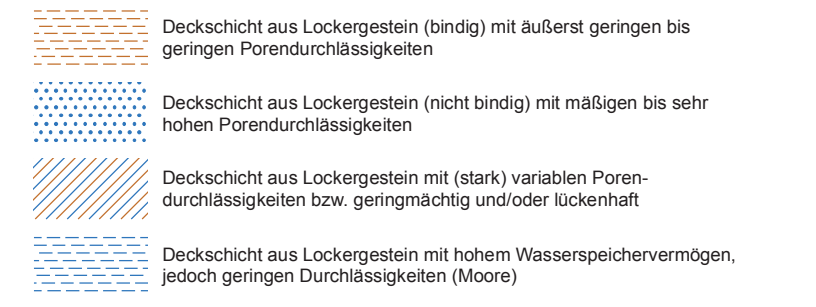 Deckschicht aus Lockergestein (bindig) mit äußerst geringen bis
geringen Porendurchlässigkeiten
Deckschicht aus Lockergestein (nicht bindig) mit mäßigen bis sehr
hohen Porendurchlässigkeiten
Deckschicht aus Lockergestein mit (stark) variablen Poren-
durchlässigkeiten bzw. geringmächtig und/oder lückenhaft
Deckschicht aus Lockergestein mit hohem Wasserspeichervermögen,
jedoch geringen Durchlässigkeiten (Moore)